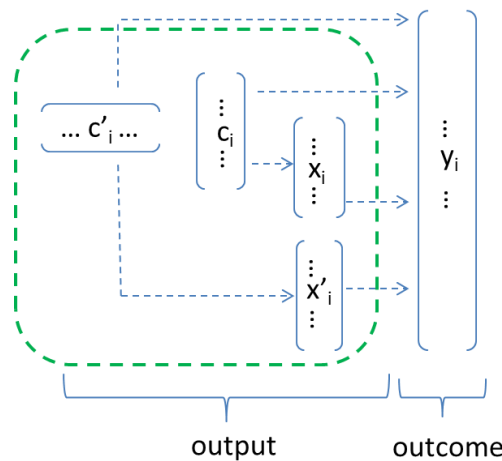 ... c'i ...
⋮
ci
...
⋮
xi
...
⋮
x'i
...
⋮
yi
...
output
outcome